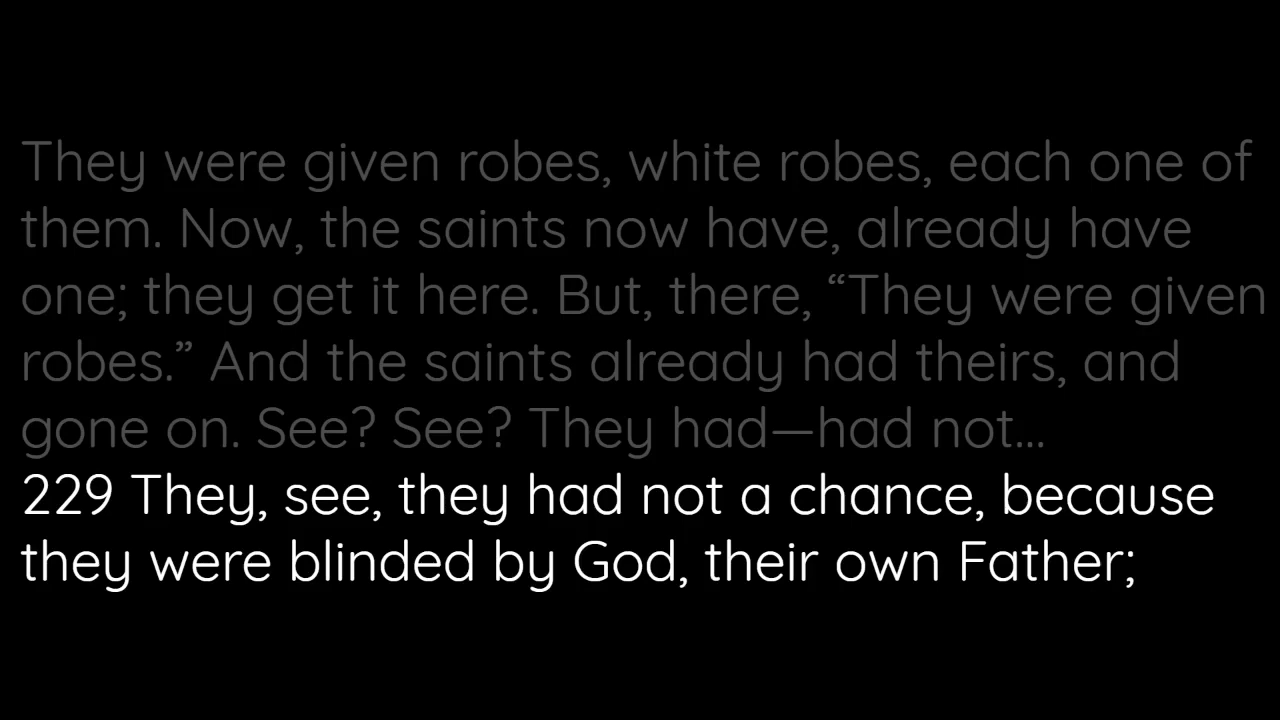 They were given robes, white robes, each one of
them. Now, the saints now have, already have
one; they get it here. But, there, “They were given
robes.” And the saints already had theirs, and
gone on. See? See? They had—had not...
229 They, see, they had not a chance, because
they were blinded by God, their own Father;